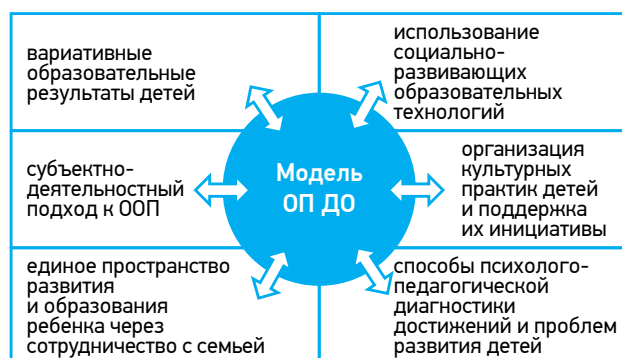 вариативные
образовательные
результаты детей
использование
социально-
развивающих
образовательных
технологий
субъектно-
деятельностный
подход к ООП
Модель
ОП ДО
организация
культурных
практик детей
и поддержка
их инициативы
единое пространство
развития
и образования
ребенка через
сотрудничество с семьей
способы психолого-
педагогической
диагностики
достижений и проблем
развития детей